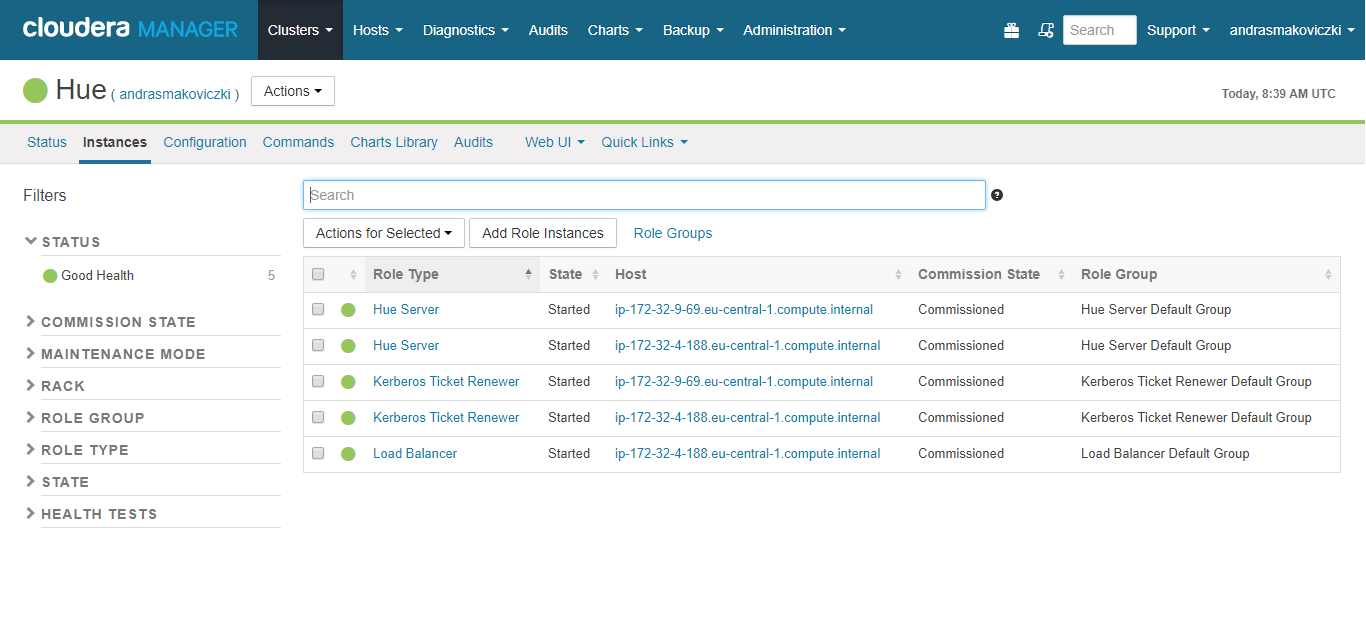 cloudera MANAGER Clusters Hosts Diagnostics Audits Charts Backup Administration Search Support andrasmakoviczki
Hue ( andrasmakoviczki ) Actions Today, 8:39 AM UTC
Status Instances Configuration Commands Charts Library Audits Web UI Quick Links
Filters
STATUS
Good Health 5
COMMISSION STATE
MAINTENANCE MODE
RACK
ROLE GROUP
ROLE TYPE
STATE
HEALTH TESTS
Search ?
Actions for Selected Add Role Instances Role Groups
Role Type State Host Commission State Role Group
Hue Server Started ip-172-32-9-69.eu-central-1.compute.internal Commissioned Hue Server Default Group
Hue Server Started ip-172-32-4-188.eu-central-1.compute.internal Commissioned Hue Server Default Group
Kerberos Ticket Renewer Started ip-172-32-9-69.eu-central-1.compute.internal Commissioned Kerberos Ticket Renewer Default Group
Kerberos Ticket Renewer Started ip-172-32-4-188.eu-central-1.compute.internal Commissioned Kerberos Ticket Renewer Default Group
Load Balancer Started ip-172-32-4-188.eu-central-1.compute.internal Commissioned Load Balancer Default Group